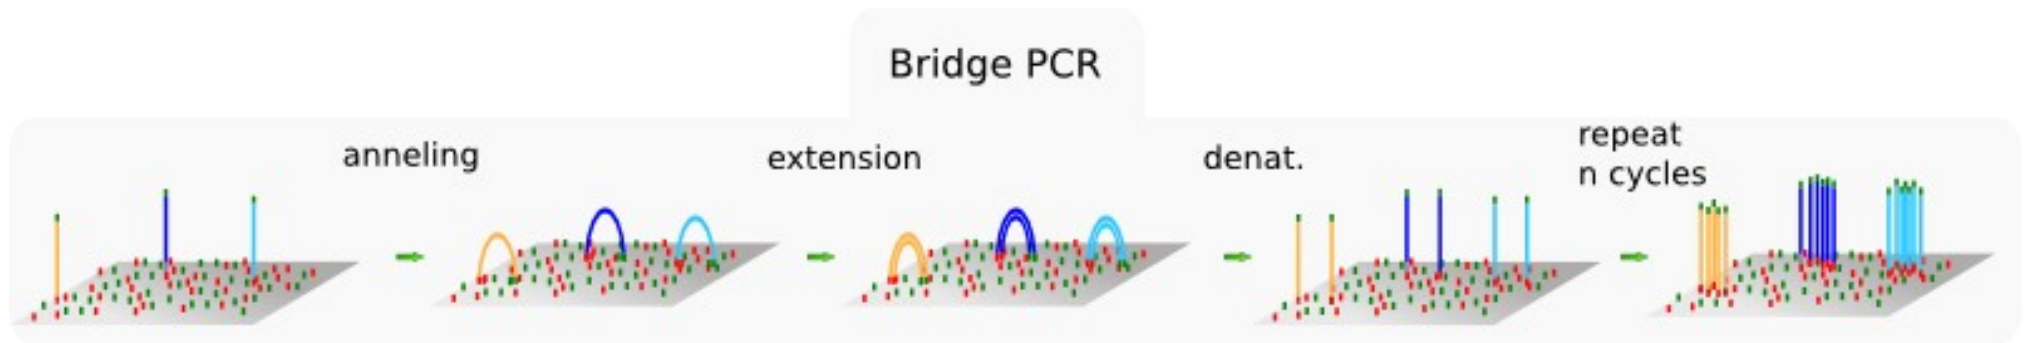 Bridge PCR
anneling
extension
denat.
repeat
n cycles